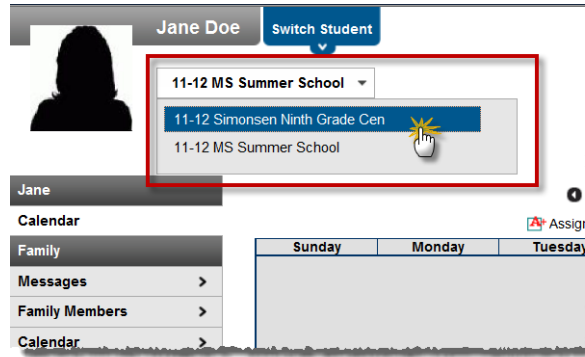 Jane Doe
Switch Student
11-12 MS Summer School
11-12 Simonsen Ninth Grade Cen
11-12 MS Summer School
Jane
Calendar
A+ Assign
Family
Sunday Monday Tuesday
Messages
Family Members
Calendar